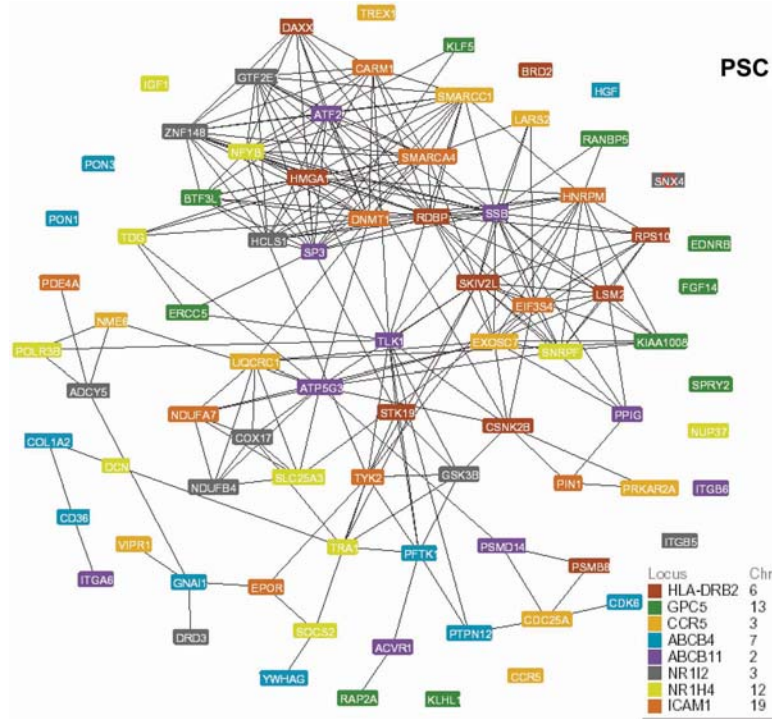 TREX1
DAXX
KLF5
PSC
CARM1
BRD2
GTF2E1
IGF1
HGF
SMARCC1
ATF2
LARS2
ZNF148
RANBP5
NFYB
SMARCA4
PON3
HMGA1
SNX4
BTF3L1
HNRPM
SSB
RDBP
PON1
DNMT1
TDG
HCLS1
RPS10
SP3
EDNRB
PDE4A
SKIV2L
FGF14
LSM2
EIF3S4
ERCC5
NME6
TLK1
EXOSC7
KIAA1008
POLR3B
SNRPF
UQCRC1
ADCY5
ATP5G3
SPRY2
NDUFA7
STK19
PPIG
CSNK2B
NUP37
COX17
COL1A2
DCN
TYK2
GSK3B
SLC25A3
NDUFB4
PIN1
PRKAR2A
ITGB6
CD36
VIPR1
TRA1
PFTK1
PSMD14
ITGB5
PSMB8
ITGA6
GNAI1
EPOR
CDK6
DRD3
SOCS2
PTPN12
CDC25A
ACVR1
YWHAG
CCR5
RAP2A
KLHL1
Locus Chr
HLA-DRB2 6
GPC5 13
CCR5 3
ABCB4 7
ABCB11 2
NR1I2 3
NR1H4 12
ICAM1 19